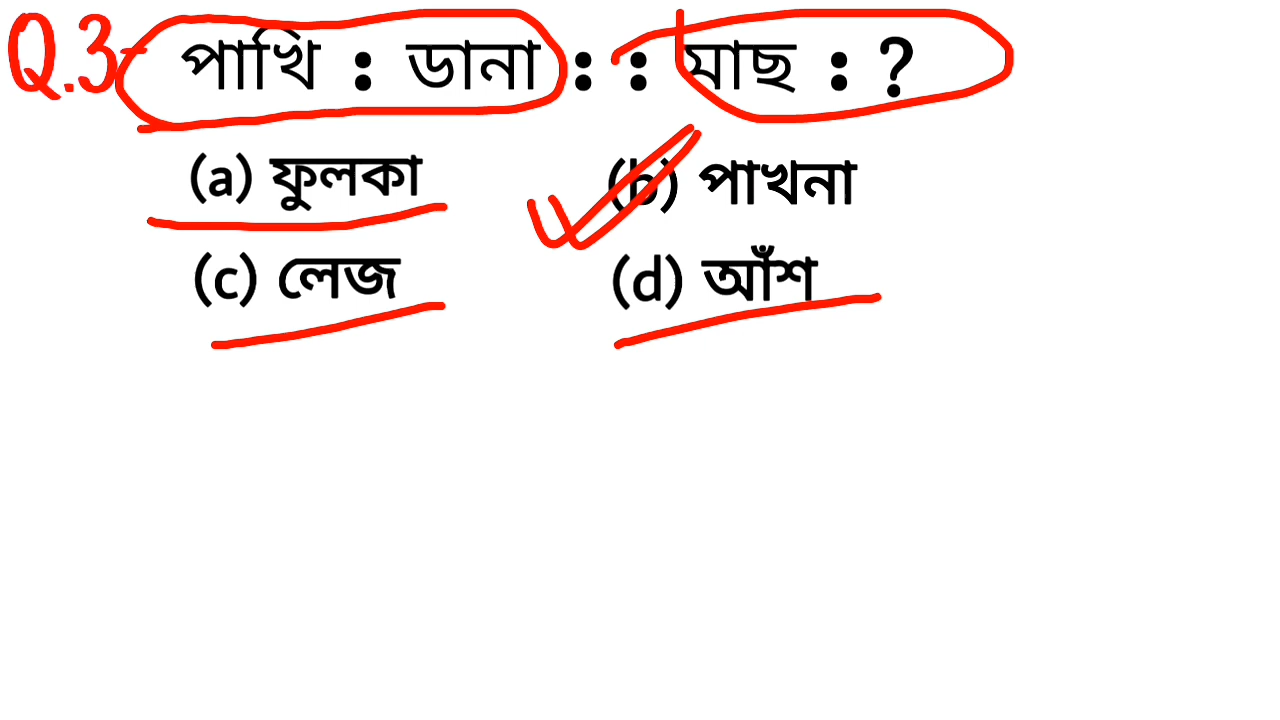 Q.3- পাখি : ডানা : : মাছ : ?
(a) ফুলকা (b) পাখনা
(c) লেজ (d) আঁশ